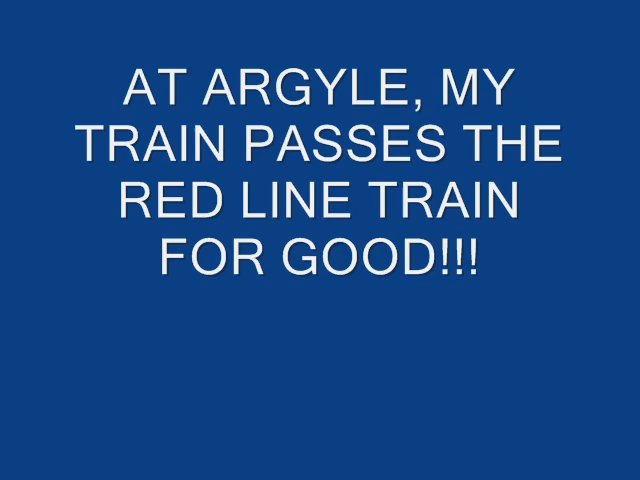 AT ARGYLE, MY
TRAIN PASSES THE
RED LINE TRAIN
FOR GOOD!!!